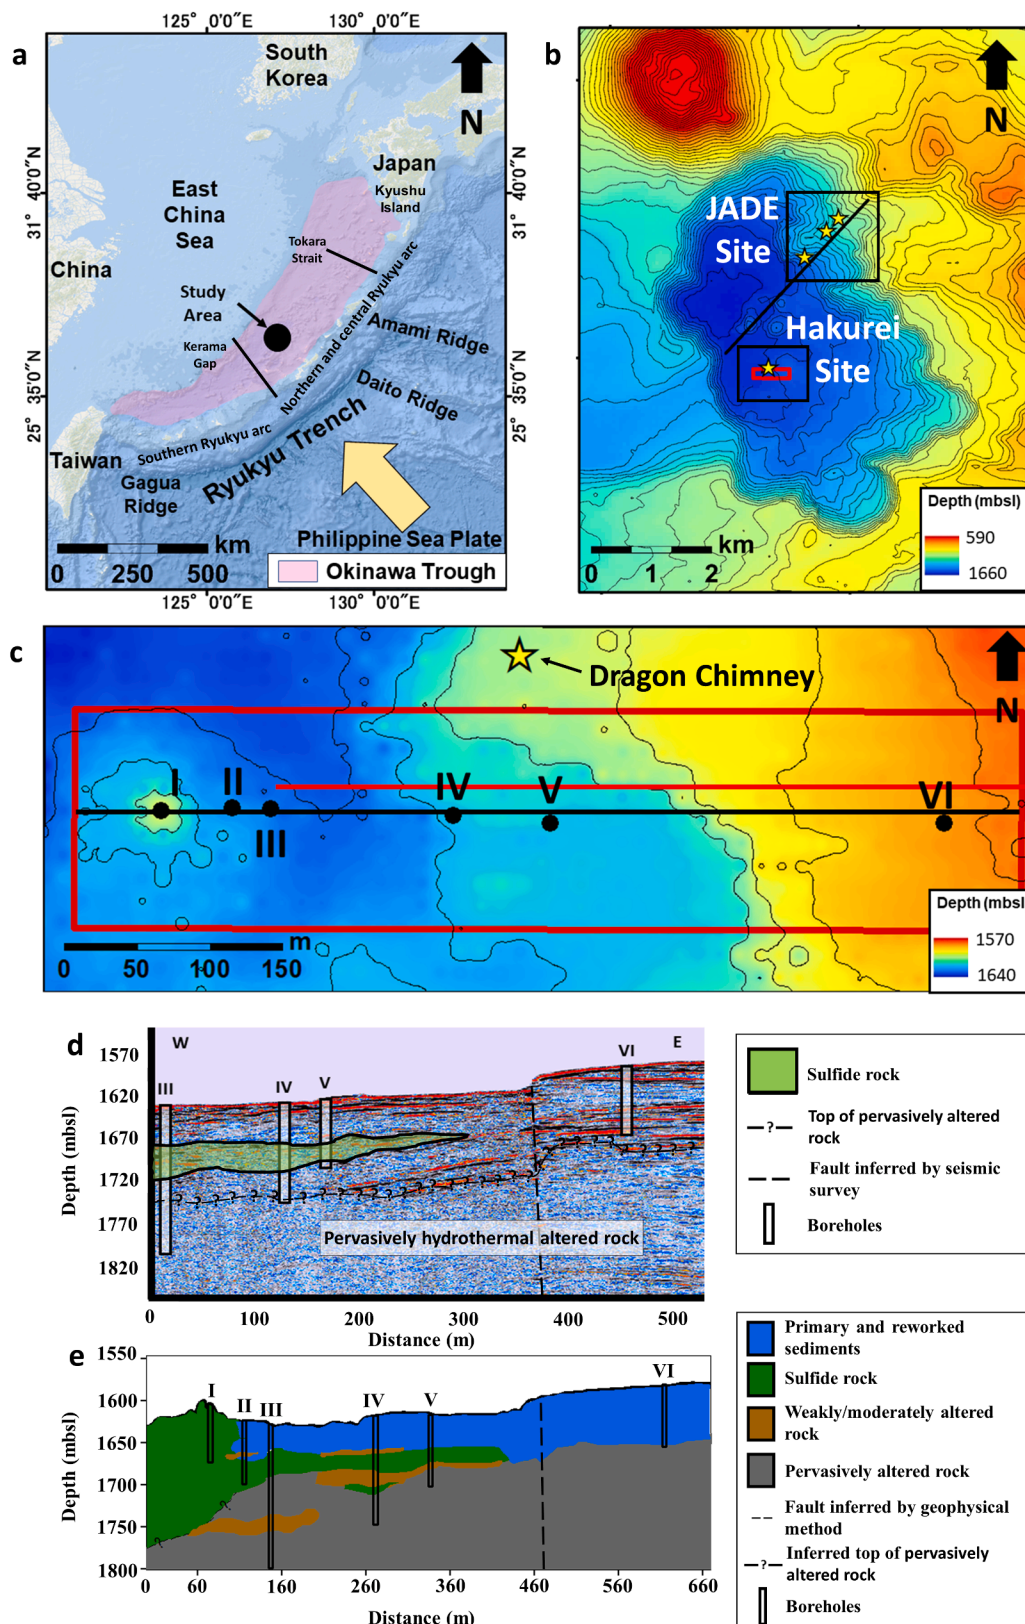 a
125° 0'0"E
130° 0'0"E
South
Korea
N
Japan
Kyushu
Island
East
China
Sea
Tokara
Strait
China
Study
Area
Northern and central Ryukyu arc
Amami Ridge
Kerama
Gap
Daito Ridge
Southern Ryukyu arc
Ryukyu Trench
Taiwan
Gagua
Ridge
Philippine Sea Plate
km
0 250 500
Okinawa Trough
31° 40'0"N
25° 35'0"N
31° 40'0"N
25° 35'0"N
125° 0'0"E
130° 0'0"E
b
N
JADE
Site
Hakurei
Site
km
0 1 2
Depth (mbsl)
590
1660
c
Dragon Chimney
N
I
II
III
IV
V
VI
m
0 50 100 150
Depth (mbsl)
1570
1640
d
W
E
III
IV
V
VI
1570
1620
1670
1720
1770
1820
Depth (mbsl)
? ? ? ? ? ? ? ? ? ? ? ? ? ? ? ?
Pervasively hydrothermal altered rock
0 100 200 300 400 500
Distance (m)
Sulfide rock
?
Top of pervasively altered
rock
Fault inferred by seismic
survey
Boreholes
e
I
II
III
IV
V
VI
1550
1600
1650
1700
1750
1800
Depth (mbsl)
?
?
0 60 160 260 360 460 560 660
Distance (m)
Primary and reworked
sediments
Sulfide rock
Weakly/moderately altered
rock
Pervasively altered rock
Fault inferred by geophysical
method
?
Inferred top of pervasively
altered rock
Boreholes